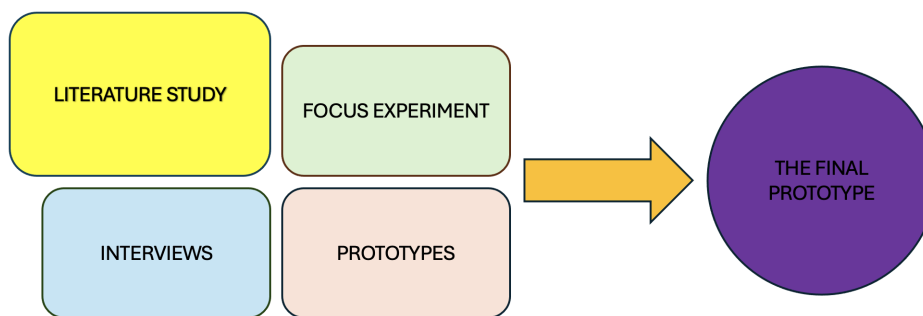 LITERATURE STUDY
FOCUS EXPERIMENT
INTERVIEWS
PROTOTYPES
THE FINAL
PROTOTYPE